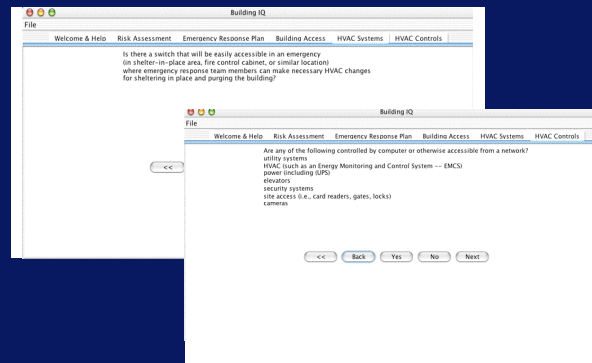 Building IQ
File
Welcome & Help Risk Assessment Emergency Response Plan Building Access HVAC Systems HVAC Controls
Is there a switch that will be easily accessible in an emergency
(in shelter-in-place area, fire control cabinet, or similar location)
where emergency response team members can make necessary HVAC changes
for sheltering in place and purging the building?
<<
Building IQ
File
Welcome & Help Risk Assessment Emergency Response Plan Building Access HVAC Systems HVAC Controls
Are any of the following controlled by computer or otherwise accessible from a network?
utility systems
HVAC (such as an Energy Monitoring and Control System -- EMCS)
power (including (UPS)
elevators
security systems
site access (i.e., card readers, gates, locks)
cameras
<< Back Yes No Next